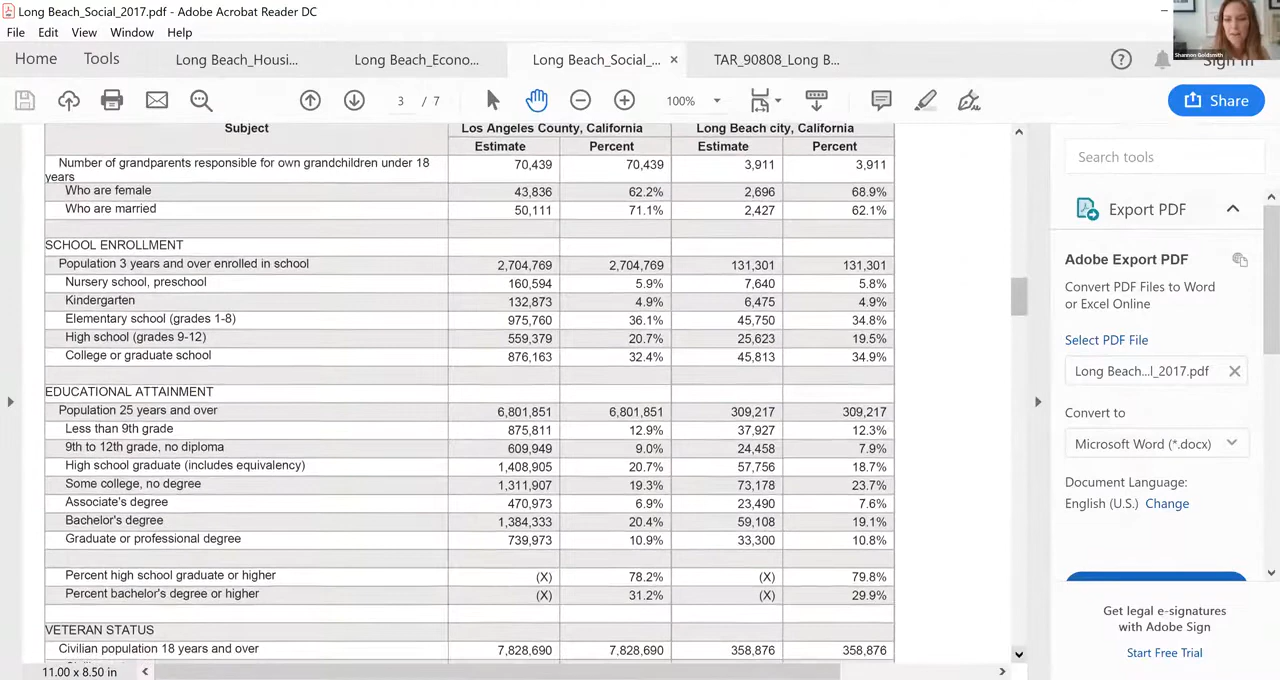 Long Beach_Social_2017.pdf - Adobe Acrobat Reader DC
File Edit View Window Help
Shannon Goldsmith
Home Tools Long Beach_Housi... Long Beach_Econo... Long Beach_Social_... × TAR_90808_Long B... Sign In
3 / 7 100% Share
Subject Los Angeles County, California Long Beach city, California
Estimate Percent Estimate Percent
Number of grandparents responsible for own grandchildren under 18 70,439 70,439 3,911 3,911
years
Who are female 43,836 62.2% 2,696 68.9%
Who are married 50,111 71.1% 2,427 62.1%
SCHOOL ENROLLMENT
Population 3 years and over enrolled in school 2,704,769 2,704,769 131,301 131,301
Nursery school, preschool 160,594 5.9% 7,640 5.8%
Kindergarten 132,873 4.9% 6,475 4.9%
Elementary school (grades 1-8) 975,760 36.1% 45,750 34.8%
High school (grades 9-12) 559,379 20.7% 25,623 19.5%
College or graduate school 876,163 32.4% 45,813 34.9%
EDUCATIONAL ATTAINMENT
Population 25 years and over 6,801,851 6,801,851 309,217 309,217
Less than 9th grade 875,811 12.9% 37,927 12.3%
9th to 12th grade, no diploma 609,949 9.0% 24,458 7.9%
High school graduate (includes equivalency) 1,408,905 20.7% 57,756 18.7%
Some college, no degree 1,311,907 19.3% 73,178 23.7%
Associate's degree 470,973 6.9% 23,490 7.6%
Bachelor's degree 1,384,333 20.4% 59,108 19.1%
Graduate or professional degree 739,973 10.9% 33,300 10.8%
Percent high school graduate or higher (X) 78.2% (X) 79.8%
Percent bachelor's degree or higher (X) 31.2% (X) 29.9%
VETERAN STATUS
Civilian population 18 years and over 7,828,690 7,828,690 358,876 358,876
11.00 x 8.50 in
Search tools
Export PDF
Adobe Export PDF
Convert PDF Files to Word
or Excel Online
Select PDF File
Long Beach...l_2017.pdf
Convert to
Microsoft Word (*.docx)
Document Language:
English (U.S.) Change
Get legal e-signatures
with Adobe Sign
Start Free Trial